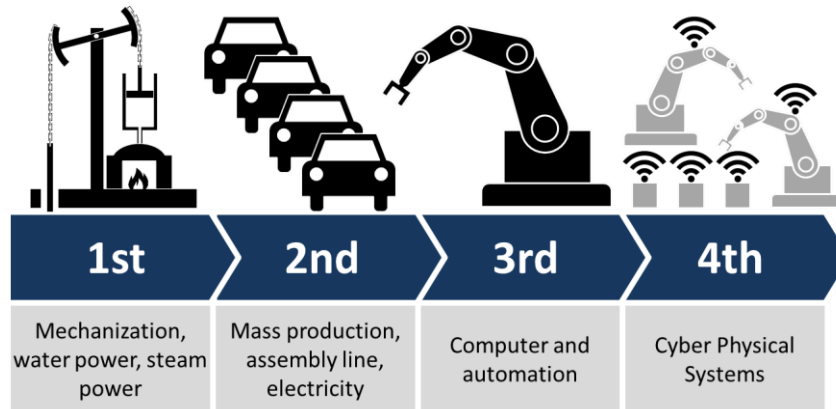 1st
2nd
3rd
4th
Mechanization,
water power, steam
power
Mass production,
assembly line,
electricity
Computer and
automation
Cyber Physical
Systems